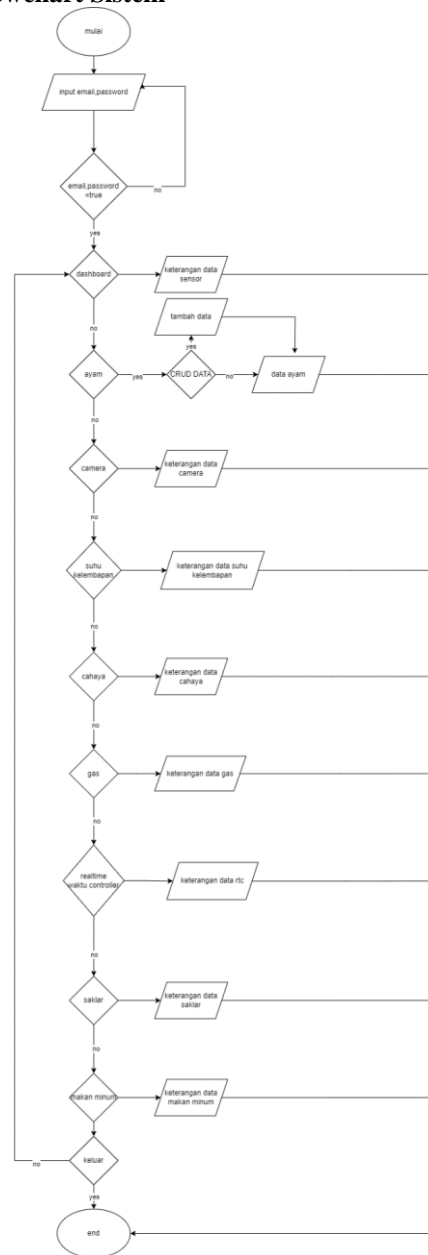 Flowchart Sistem
mulai
input email,password
email,password
=true
no
yes
dashboard
keterangan data
sensor
no
tambah data
yes
ayam
yes
CRUD DATA
no
data ayam
no
camera
keterangan data
camera
no
suhu
kelembapan
keterangan data suhu
kelembapan
no
cahaya
keterangan data
cahaya
no
gas
keterangan data gas
no
realtime
waktu controller
keterangan data rtc
no
saklar
keterangan data
saklar
no
makan minum
keterangan data
makan minum
keluar
no
yes
end